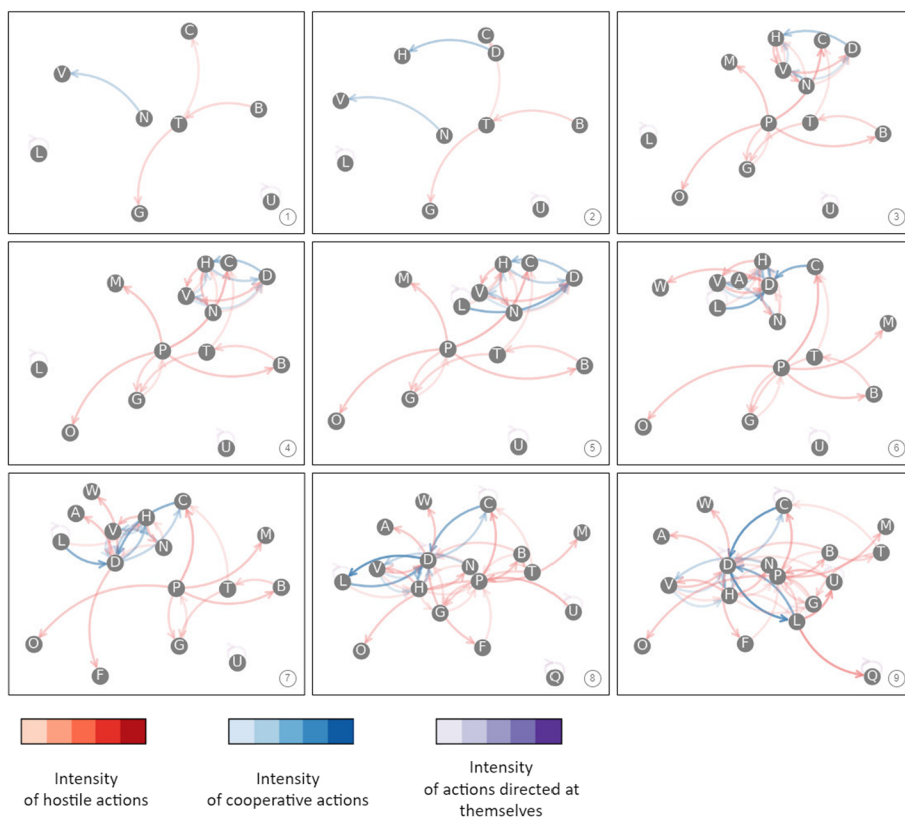 C
V
N
T
B
L
G
U
1
C
H
D
V
N
T
B
L
G
U
2
H
C
D
M
V
N
P
T
B
L
G
O
U
3
H
C
D
M
V
N
P
T
B
L
G
O
U
4
H
C
D
M
L
V
N
P
T
B
G
O
U
5
H
C
W
V
A
D
L
N
M
T
P
B
O
G
U
6
W
C
A
V
H
L
N
M
D
P
T
B
O
G
U
F
7
W
C
A
M
D
B
V
N
T
L
H
P
G
U
O
F
Q
8
W
C
A
M
B
T
D
N
P
V
H
U
G
L
O
F
Q
9
Intensity
of hostile actions
Intensity
of cooperative actions
Intensity
of actions directed at
themselves